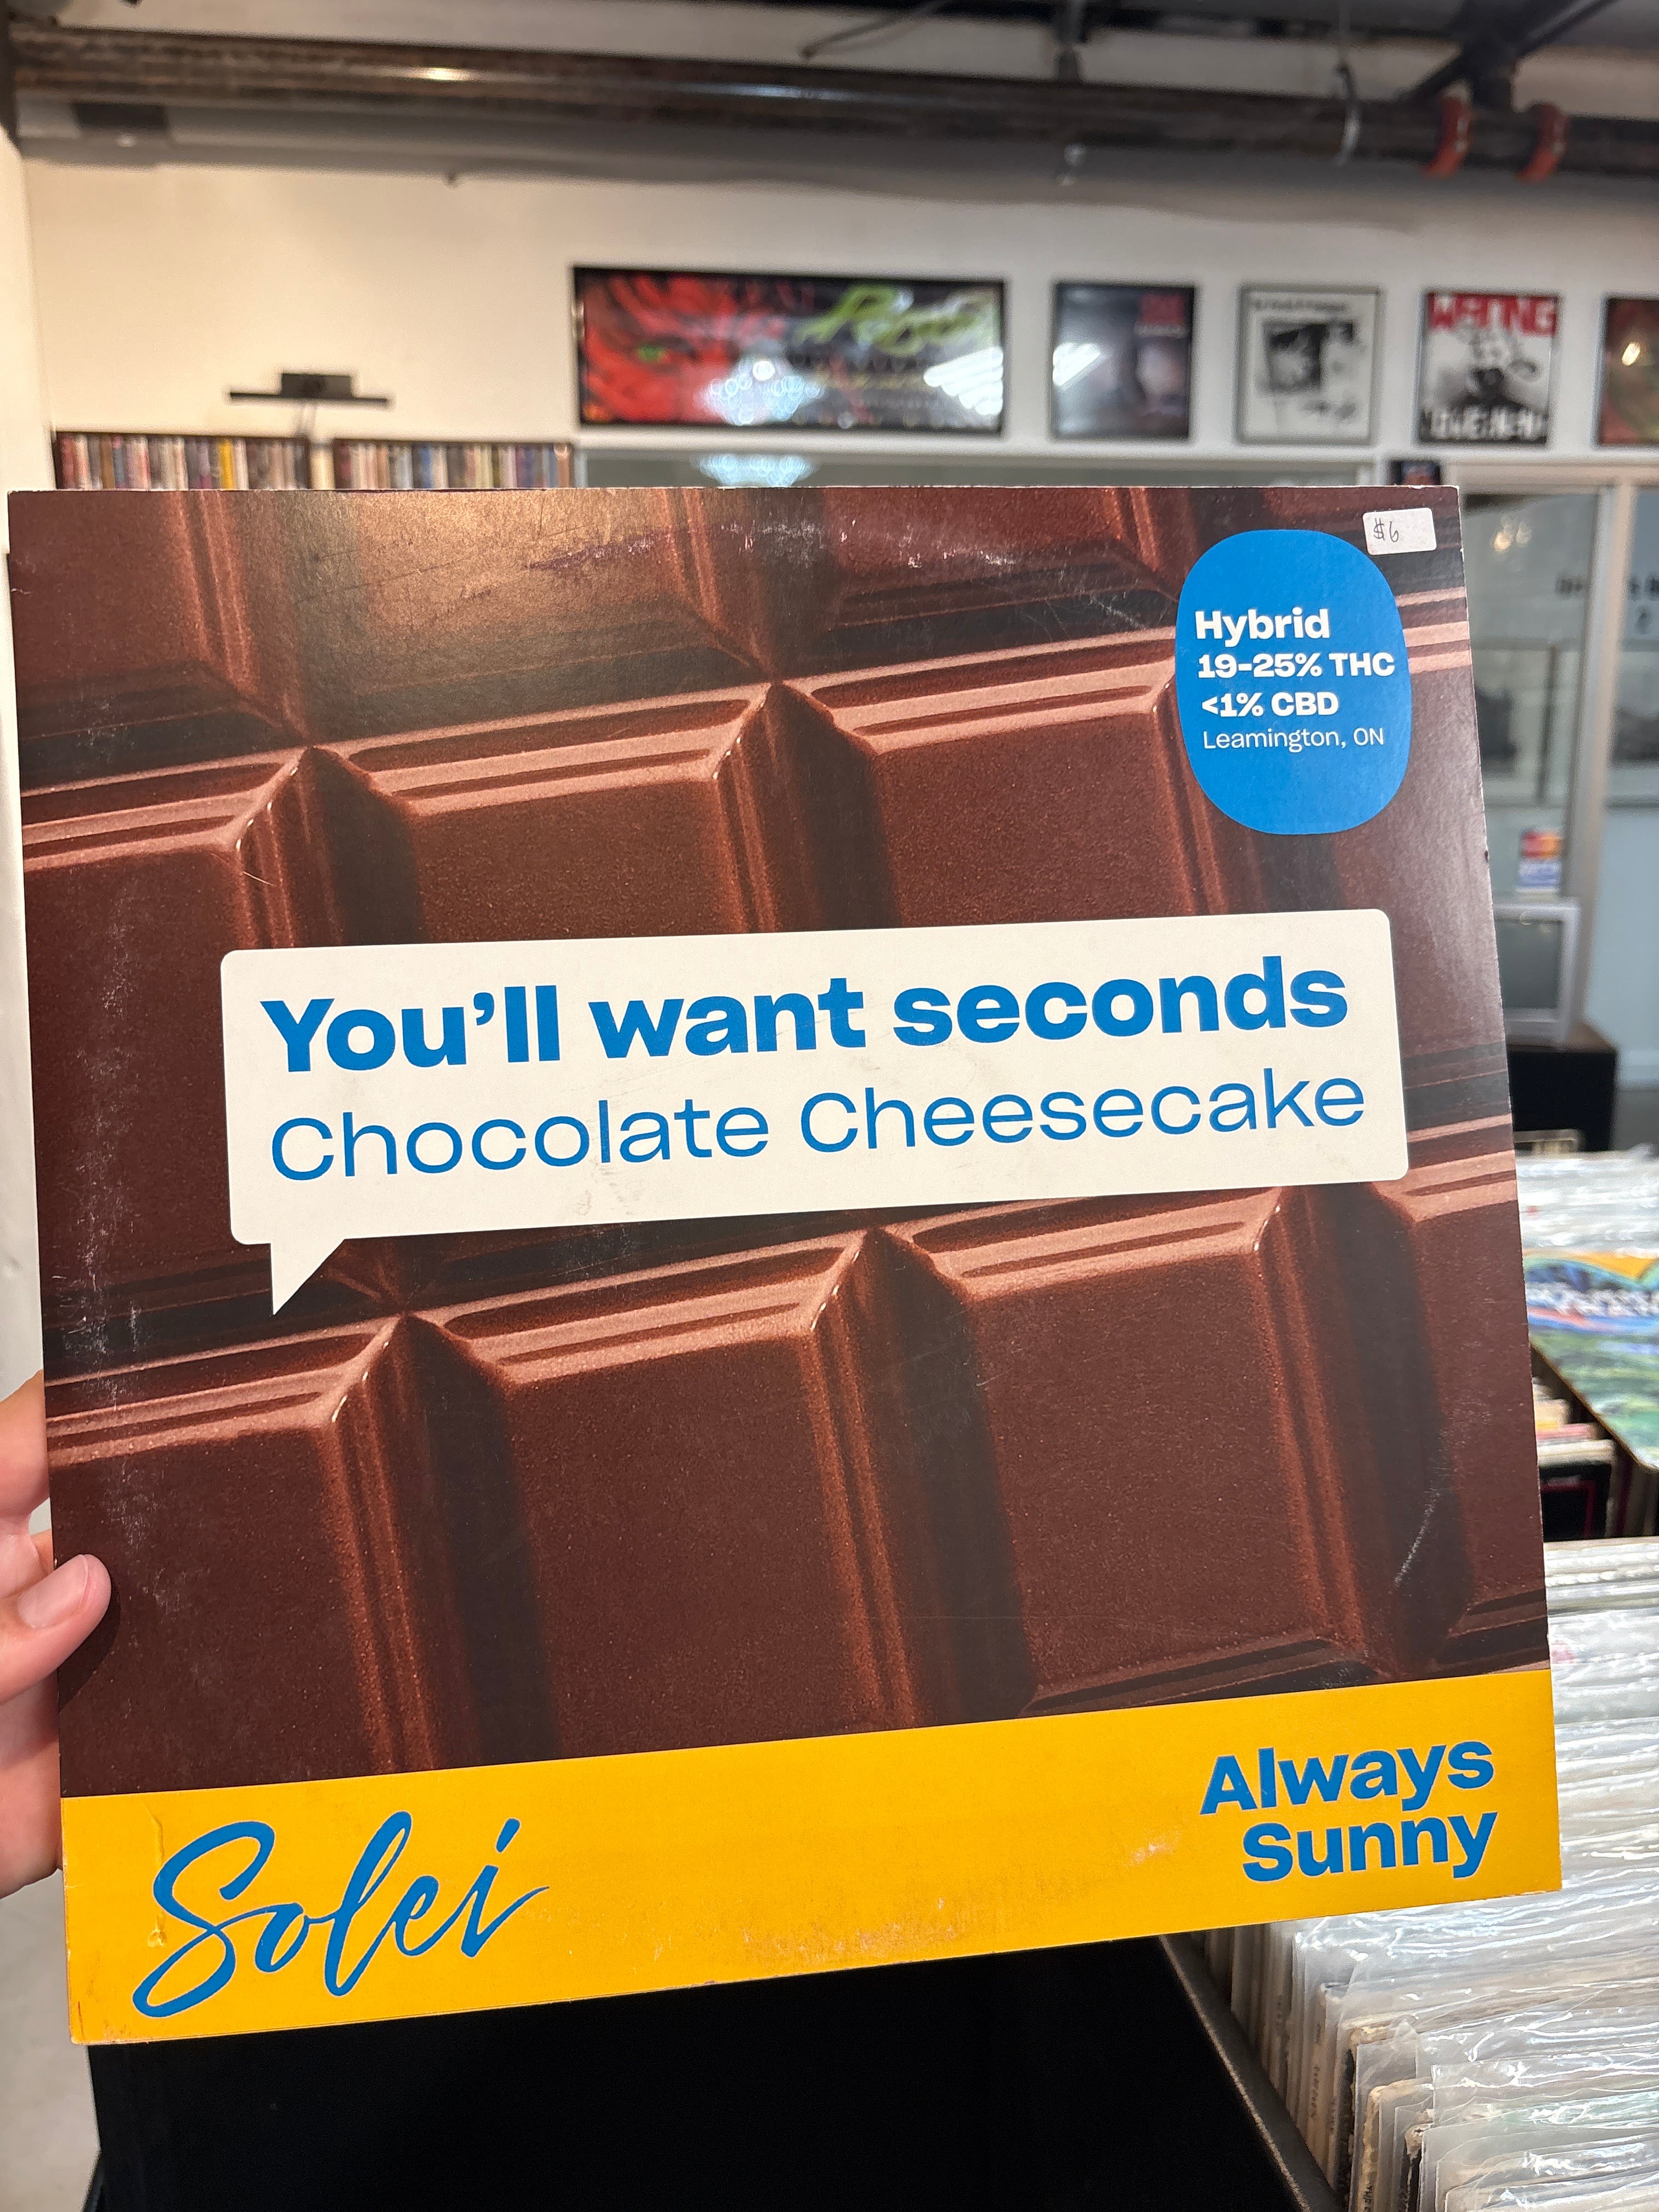 $6
Hybrid
19-25% THC
<1% CBD
Leamington, ON
You'll want seconds
Chocolate Cheesecake
Solei
Always
Sunny